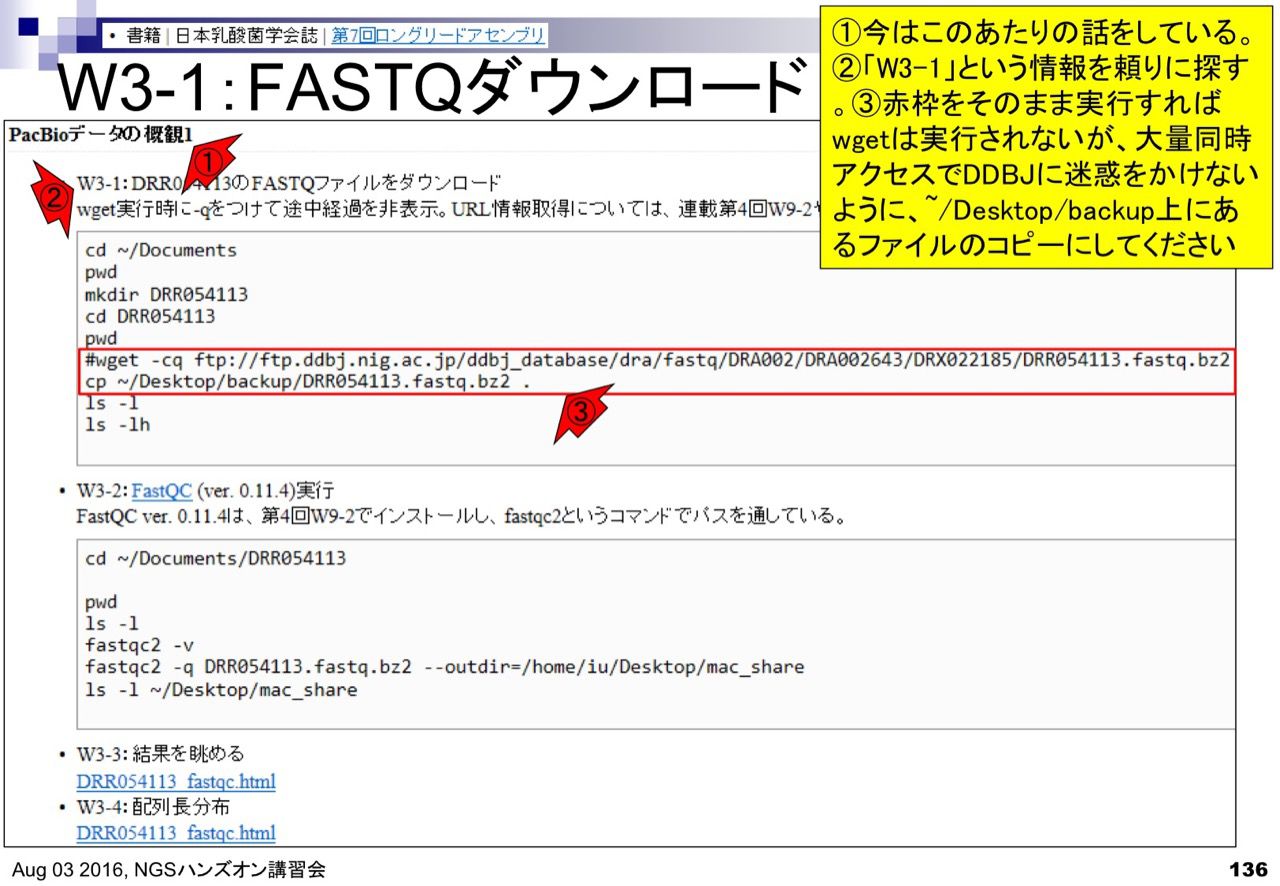 • 書籍 | 日本乳酸菌学会誌 | 第7回ロングリードアセンブリ
W3-1:FASTQダウンロード
①今はこのあたりの話をしている。
②「W3-1」という情報を頼りに探す
。③赤枠をそのまま実行すれば
wgetは実行されないが、大量同時
アクセスでDDBJに迷惑をかけない
ように、~/Desktop/backup上にあ
るファイルのコピーにしてください
PacBioデータの概観1
①
②
• W3-1: DRR054113のFASTQファイルをダウンロード
wget実行時に-qをつけて途中経過を非表示。URL情報取得については、連載第4回W9-2や
cd ~/Documents
pwd
mkdir DRR054113
cd DRR054113
pwd
#wget -cq ftp://ftp.ddbj.nig.ac.jp/ddbj_database/dra/fastq/DRA002/DRA002643/DRX022185/DRR054113.fastq.bz2
cp ~/Desktop/backup/DRR054113.fastq.bz2 .
ls -l
③
ls -lh
• W3-2: FastQC (ver. 0.11.4)実行
FastQC ver. 0.11.4は、第4回W9-2でインストールし、fastqc2というコマンドでパスを通している。
cd ~/Documents/DRR054113
pwd
ls -l
fastqc2 -v
fastqc2 -q DRR054113.fastq.bz2 --outdir=/home/iu/Desktop/mac_share
ls -l ~/Desktop/mac_share
• W3-3: 結果を眺める
DRR054113_fastqc.html
• W3-4: 配列長分布
DRR054113_fastqc.html
Aug 03 2016, NGSハンズオン講習会
136